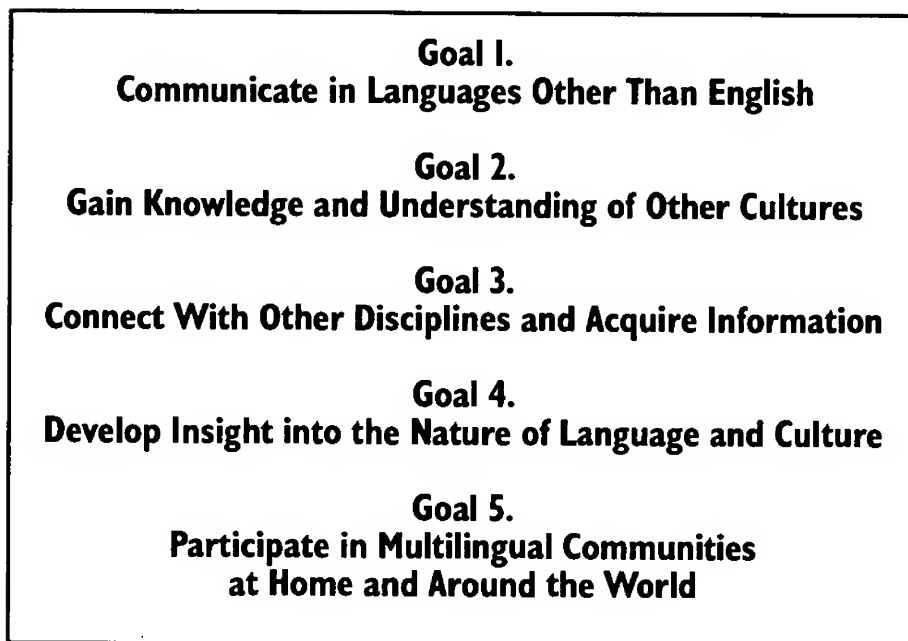 Goal 1.
Communicate in Languages Other Than English
Goal 2.
Gain Knowledge and Understanding of Other Cultures
Goal 3.
Connect With Other Disciplines and Acquire Information
Goal 4.
Develop Insight into the Nature of Language and Culture
Goal 5.
Participate in Multilingual Communities
at Home and Around the World